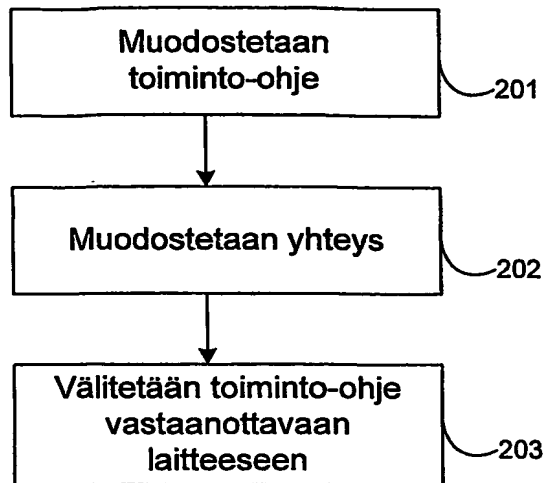 Muodostetaan
toiminto-ohje
201
Muodostetaan yhteys
202
Välitetään toiminto-ohje
vastaanottavaan
laitteeseen
203